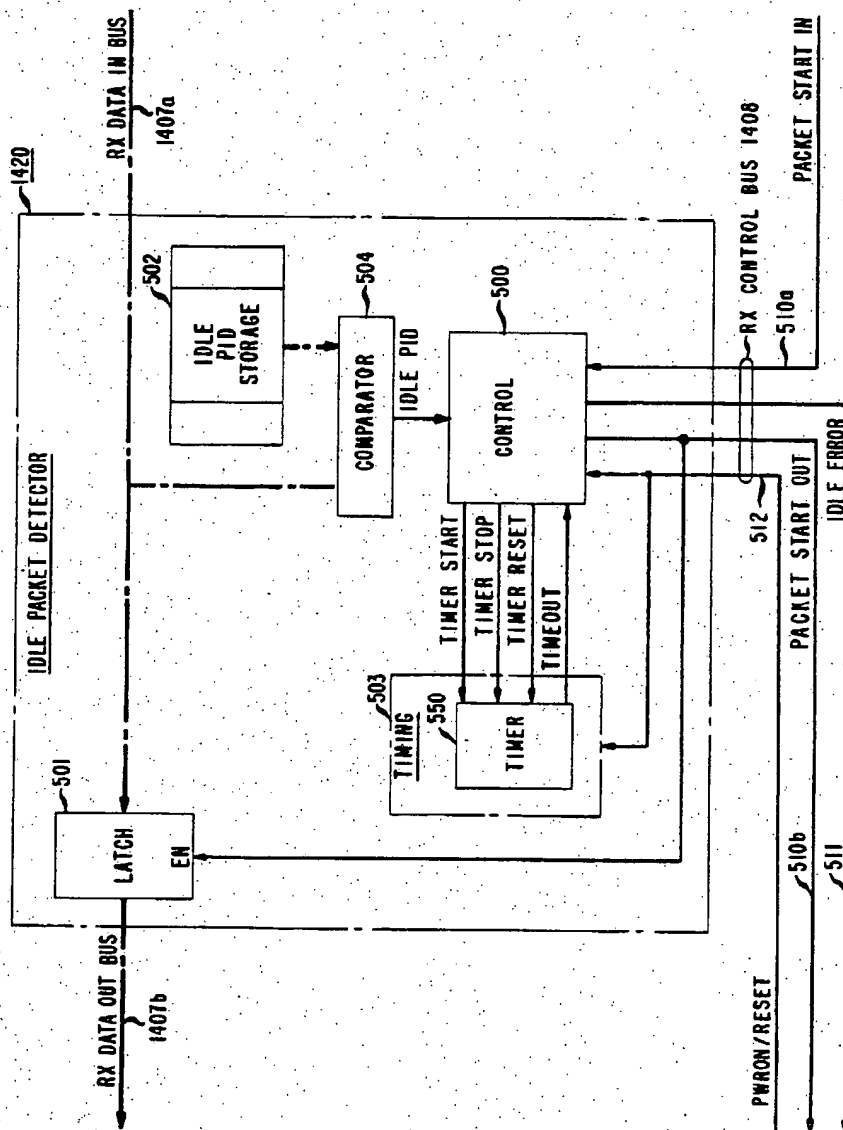 IDLE PACKET DETECTOR
1420
RX DATA OUT BUS
1407b
RX DATA IN BUS
1407a
501
LATCH
EN
502
IDLE
PID
STORAGE
504
COMPARATOR
IDLE PID
503
TIMING
550
TIMER
TIMER START
TIMER STOP
TIMER RESET
TIMEOUT
500
CONTROL
RX CONTROL BUS 1408
512
510a
PWRON/RESET
PACKET START IN
510b
PACKET START OUT
511
IDLE ERROR